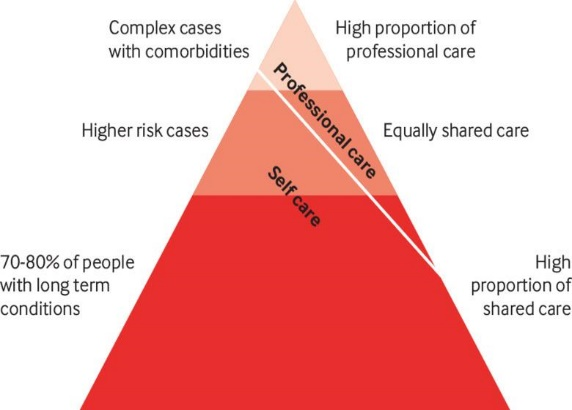 Complex cases
with comorbidities
High proportion of
professional care
Professional care
Higher risk cases
Equally shared care
Self care
70-80% of people
with long term
conditions
High
proportion of
shared care